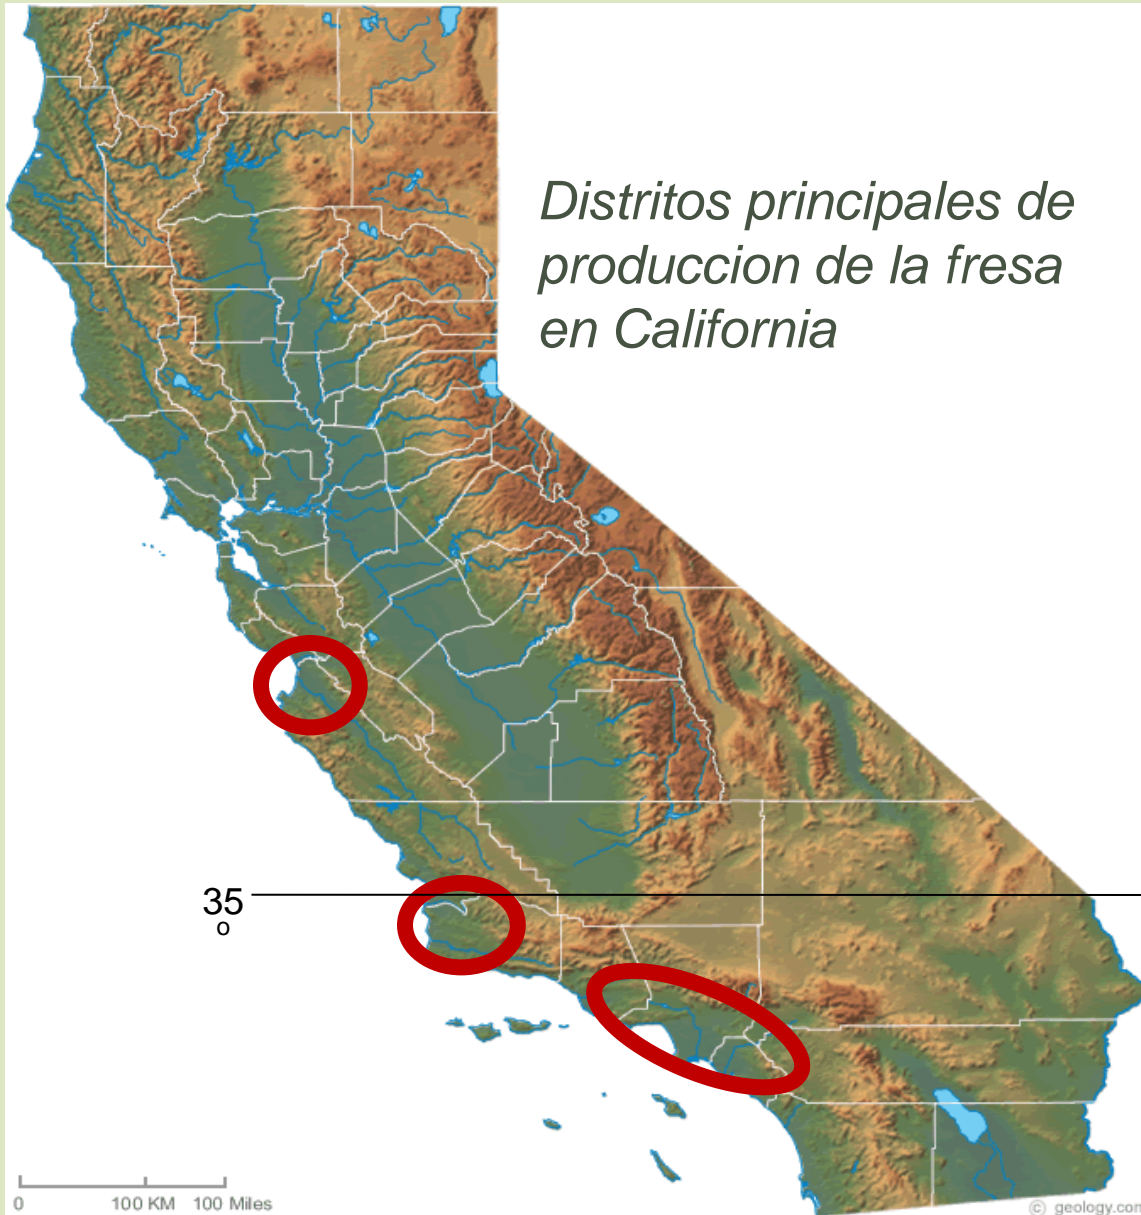 Distritos principales de
produccion de la fresa
en California
35
o
0 100 KM 100 Miles
© geology.com